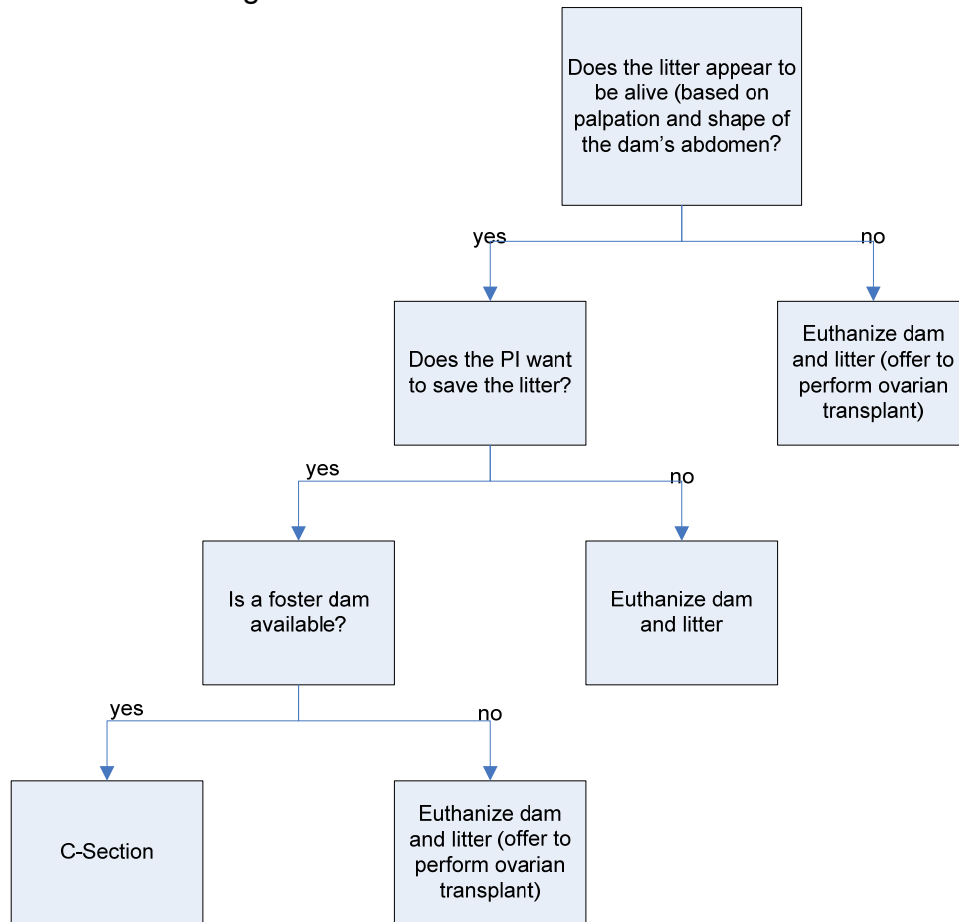 Does the litter appear to
be alive (based on
palpation and shape of
the dam's abdomen?
yes
no
Does the PI want
to save the litter?
Euthanize dam
and litter (offer to
perform ovarian
transplant)
yes
no
Is a foster dam
available?
Euthanize dam
and litter
yes
no
C-Section
Euthanize dam
and litter (offer to
perform ovarian
transplant)